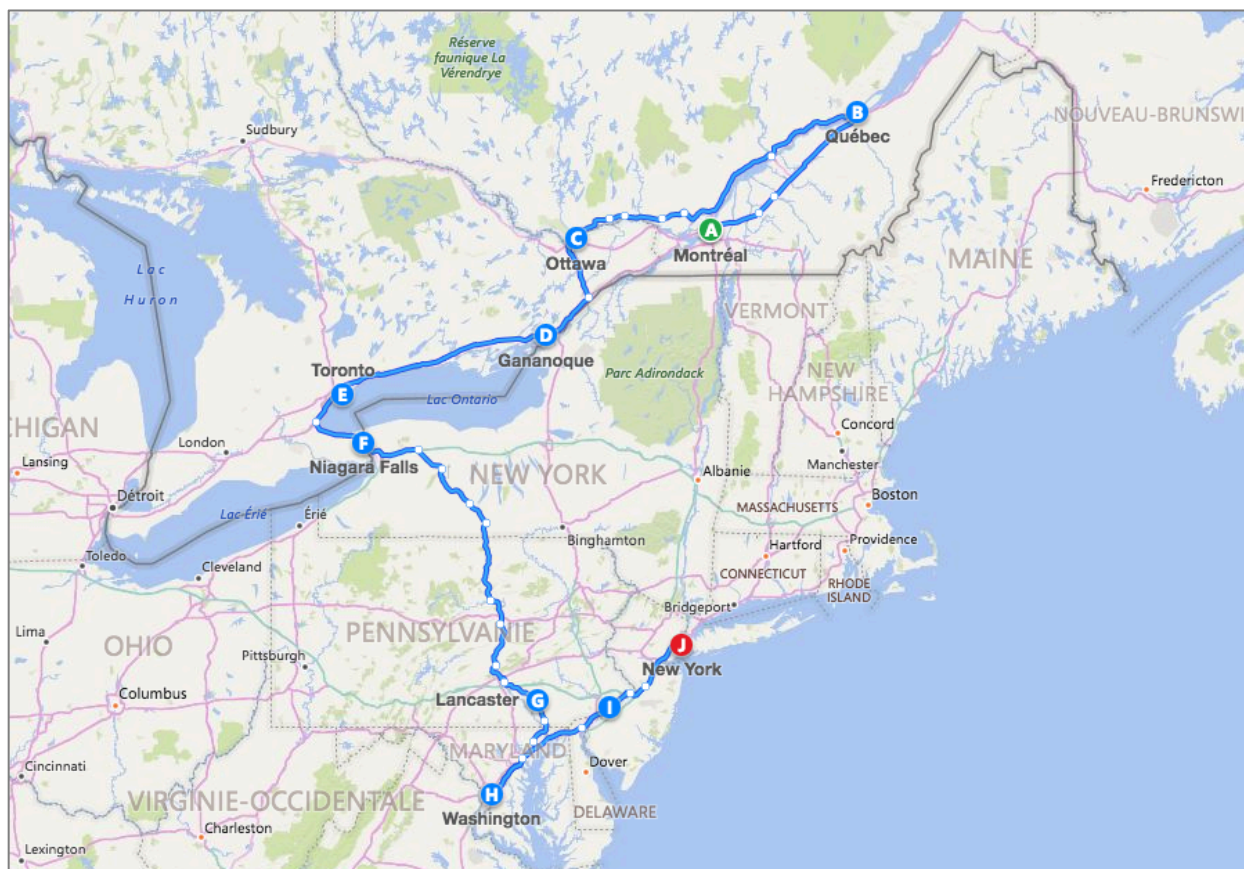 Réserve
faunique La
Vérendrye
Sudbury
B
Québec
NOUVEAU-BRUNSWI
Fredericton
C
Ottawa
A
Montréal
MAINE
Lac
Huron
VERMONT
D
Gananoque
Toronto
E
Parc Adirondack
NEW
HAMPSHIRE
Lac Ontario
CHIGAN
London
F
Niagara Falls
NEW YORK
Concord
Manchester
Lansing
Détroit
Albanie
MASSACHUSETTS
Boston
Lac Érié
Érié
Binghamton
Hartford
Providence
Toledo
Cleveland
CONNECTICUT
RHODE
ISLAND
Bridgeport
Lima
OHIO
PENNSYLVANIE
J
New York
Pittsburgh
Columbus
Lancaster
G
I
MARYLAND
Dover
Cincinnati
H
Washington
VIRGINIE-OCCIDENTALE
DELAWARE
Charleston
Lexington